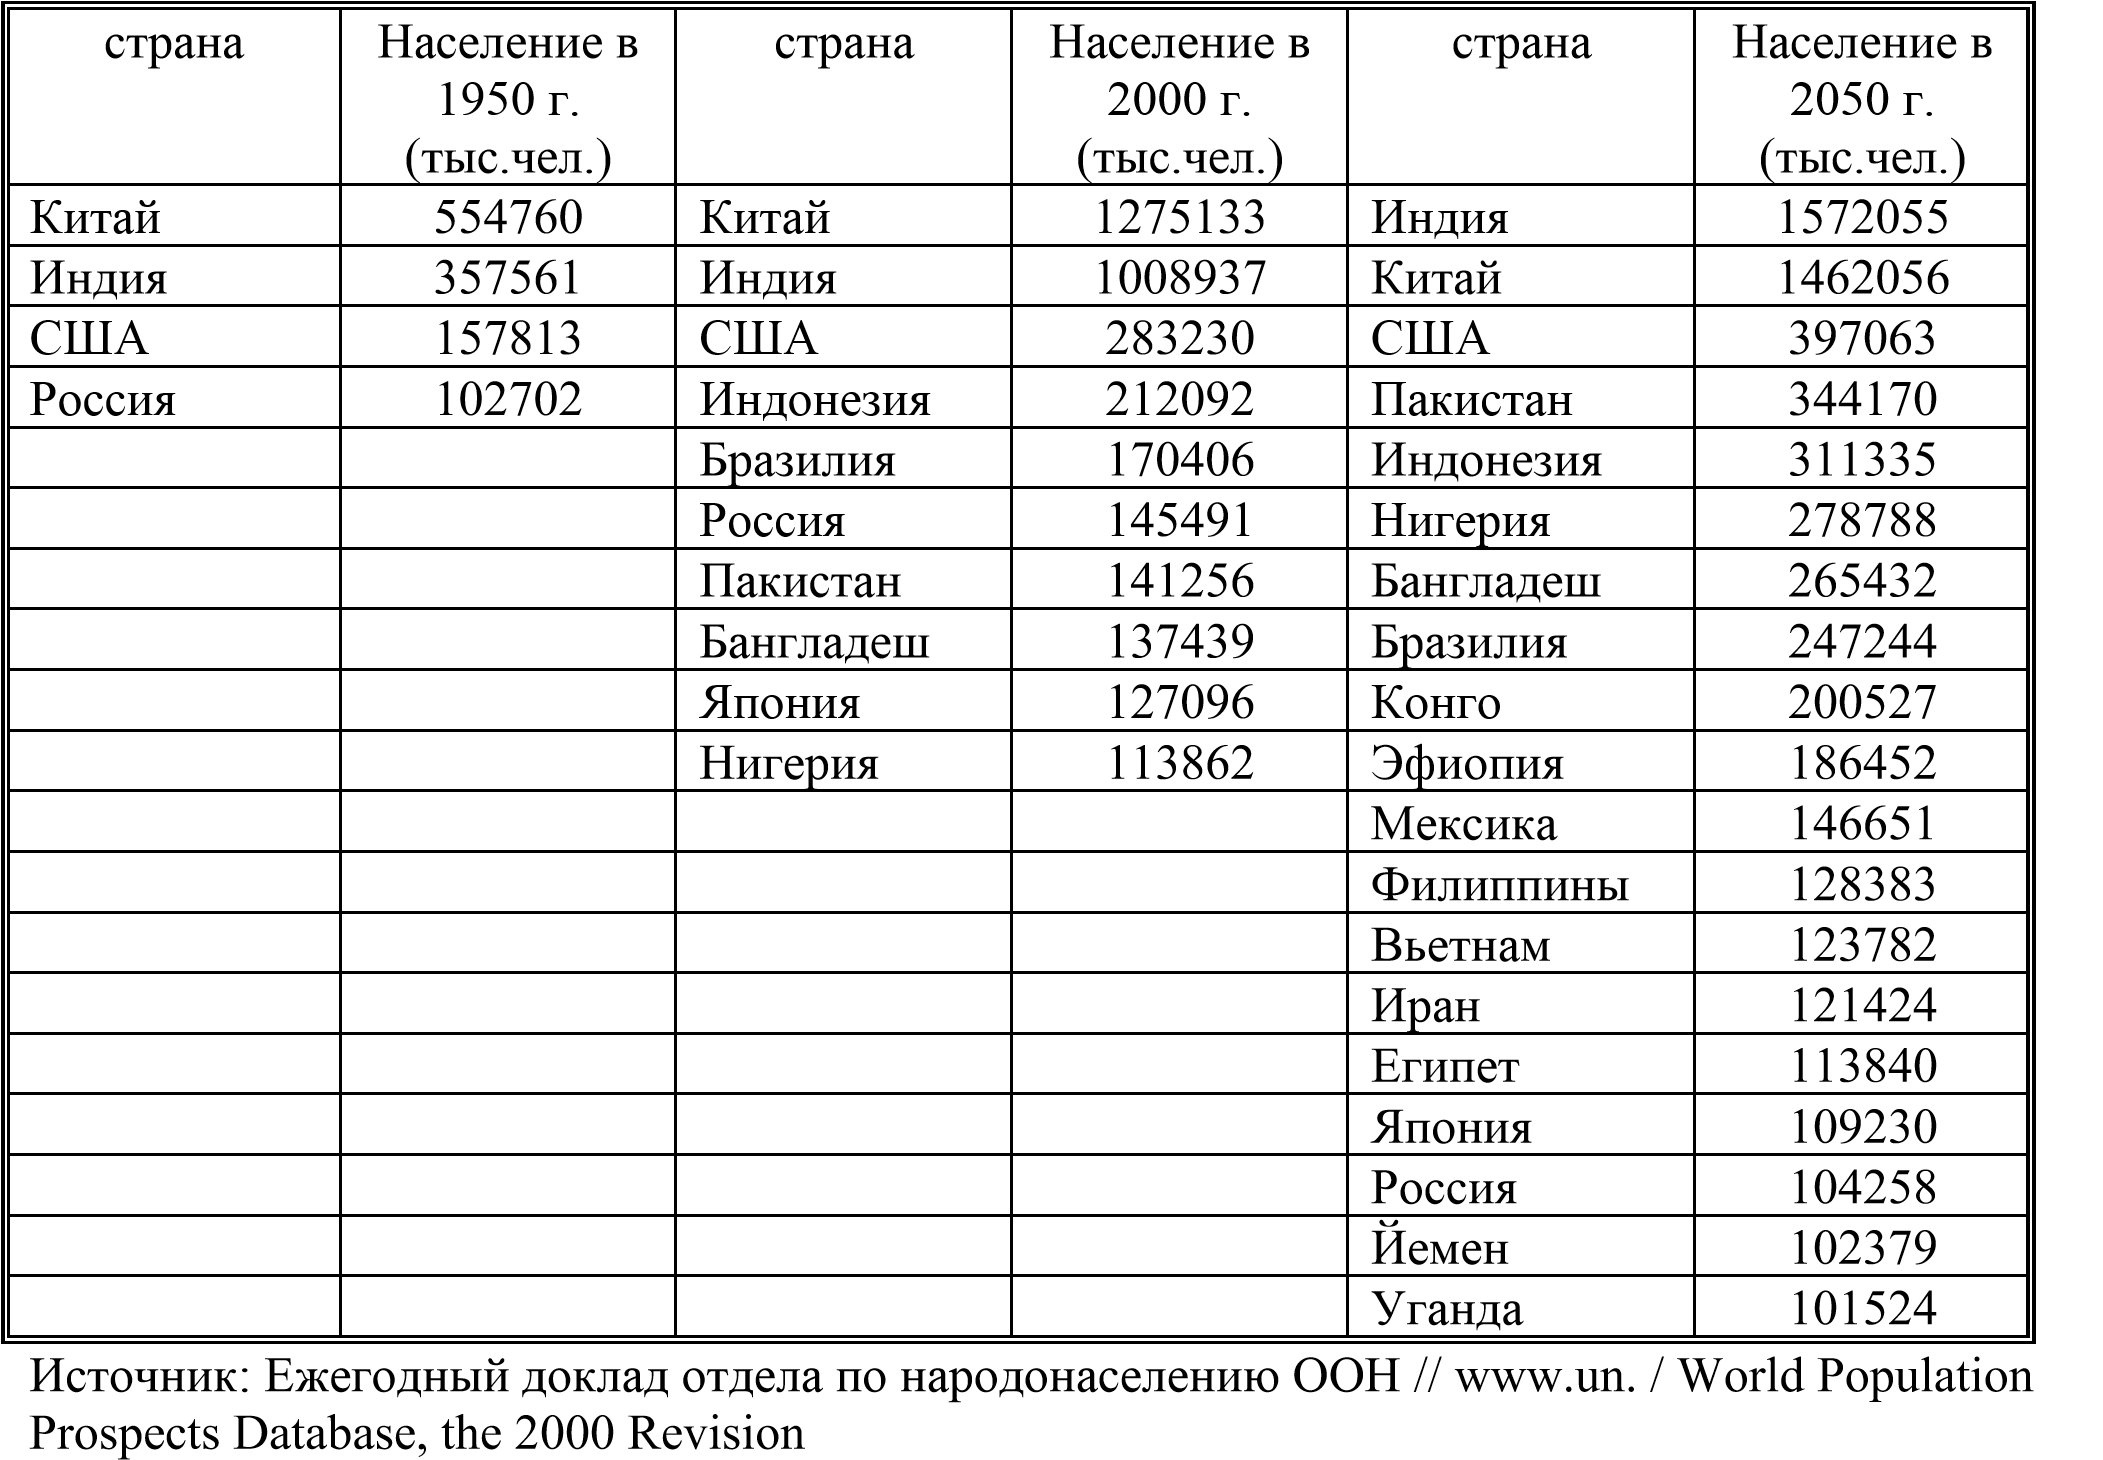 страна Население в страна Население в страна Население в
1950 г. 2000 г. 2050 г.
(тыс.чел.) (тыс.чел.) (тыс.чел.)
Китай 554760 Китай 1275133 Индия 1572055
Индия 357561 Индия 1008937 Китай 1462056
США 157813 США 283230 США 397063
Россия 102702 Индонезия 212092 Пакистан 344170
Бразилия 170406 Индонезия 311335
Россия 145491 Нигерия 278788
Пакистан 141256 Бангладеш 265432
Бангладеш 137439 Бразилия 247244
Япония 127096 Конго 200527
Нигерия 113862 Эфиопия 186452
Мексика 146651
Филиппины 128383
Вьетнам 123782
Иран 121424
Египет 113840
Япония 109230
Россия 104258
Йемен 102379
Уганда 101524
Источник: Ежегодный доклад отдела по народонаселению ООН // www.un. / World Population
Prospects Database, the 2000 Revision